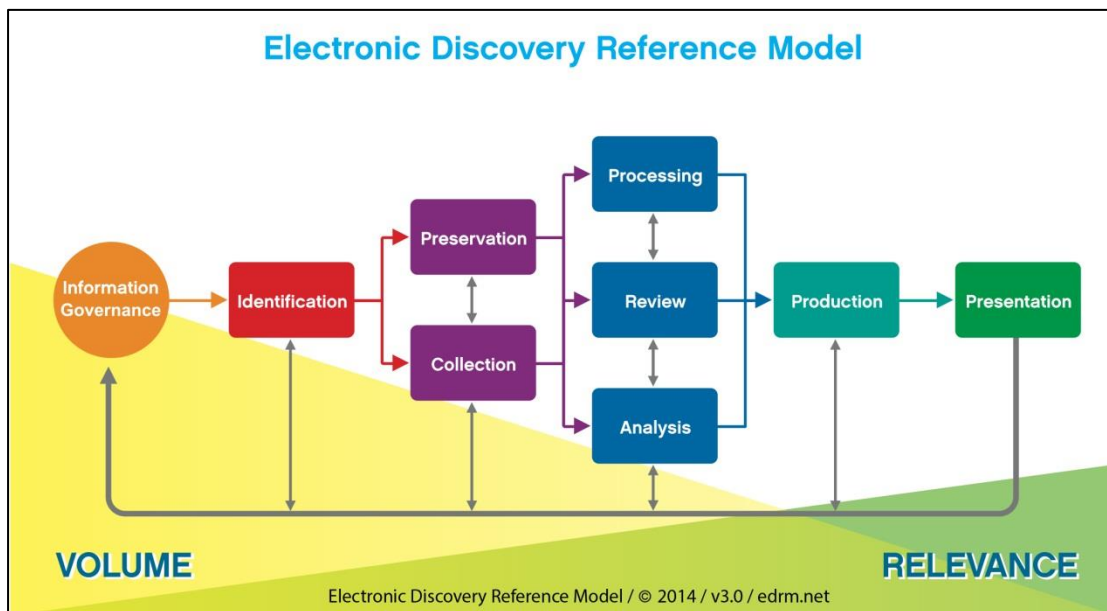 Electronic Discovery Reference Model
Information
Governance
Identification
Preservation
Collection
Processing
Review
Analysis
Production
Presentation
VOLUME
RELEVANCE
Electronic Discovery Reference Model / © 2014 / v3.0 / edrm.net